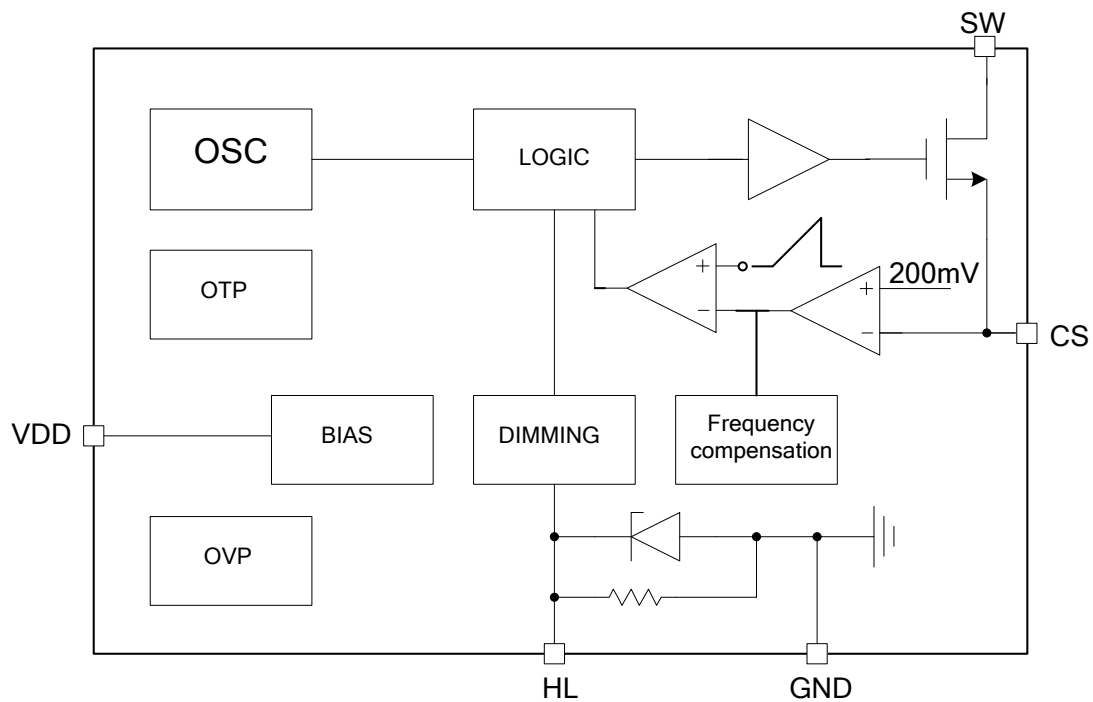 SW
OSC
LOGIC
+
200mV
OTP
+
−
−
CS
VDD
BIAS
DIMMING
Frequency
compensation
OVP
HL
GND